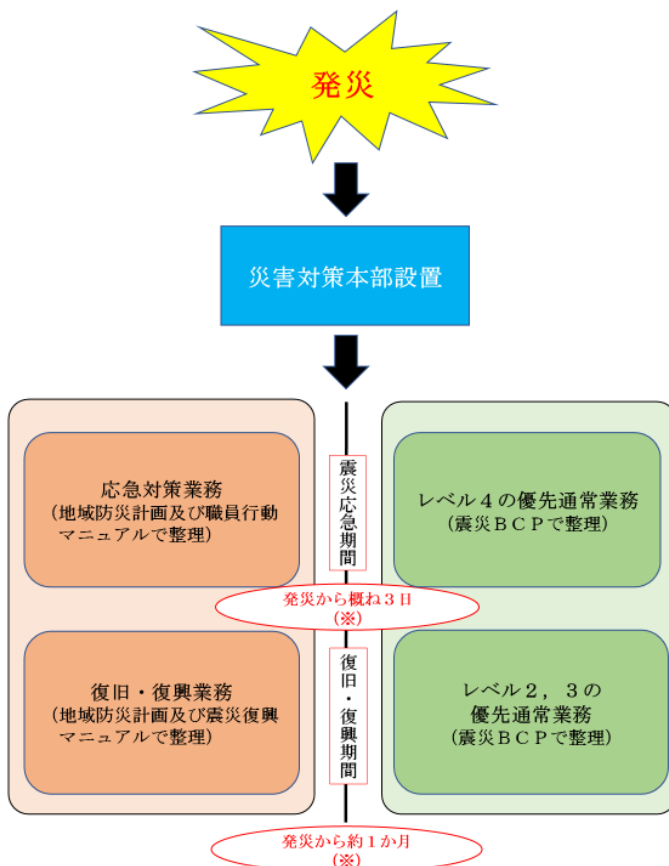 発災
災害対策本部設置
応急対策業務
(地域防災計画及び職員行動
マニュアルで整理)
震災応急期間
レベル４の優先通常業務
(震災ＢＣＰで整理)
発災から概ね３日
(※)
復旧・復興業務
(地域防災計画及び震災復興
マニュアルで整理)
復旧・復興期間
レベル２，３の
優先通常業務
(震災ＢＣＰで整理)
発災から約１か月
(※)